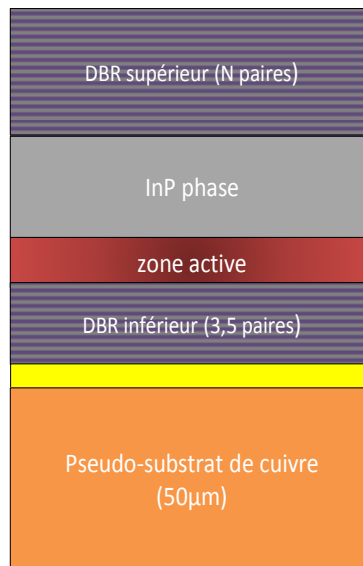 DBR supérieur (N paires)
InP phase
zone active
DBR inférieur (3,5 paires)
Pseudo-substrat de cuivre
(50µm)